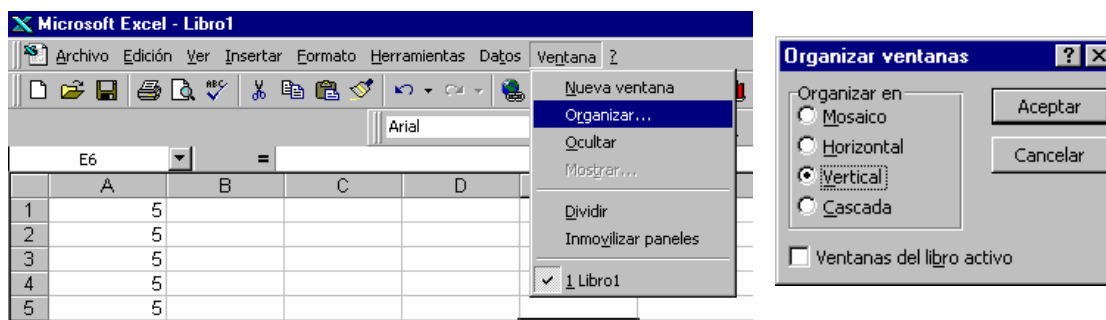 Microsoft Excel - Libro1
Archivo Edición Ver Insertar Formato Herramientas Datos Ventana ?
ABC
Arial
E6 =
A B C D
1 5
2 5
3 5
4 5
5 5
Nueva ventana
Organizar...
Ocultar
Mostrar...
Dividir
Inmovilizar paneles
1 Libro1
Organizar ventanas ? X
Organizar en
Mosaico
Horizontal
Vertical
Cascada
Aceptar
Cancelar
Ventanas del libro activo